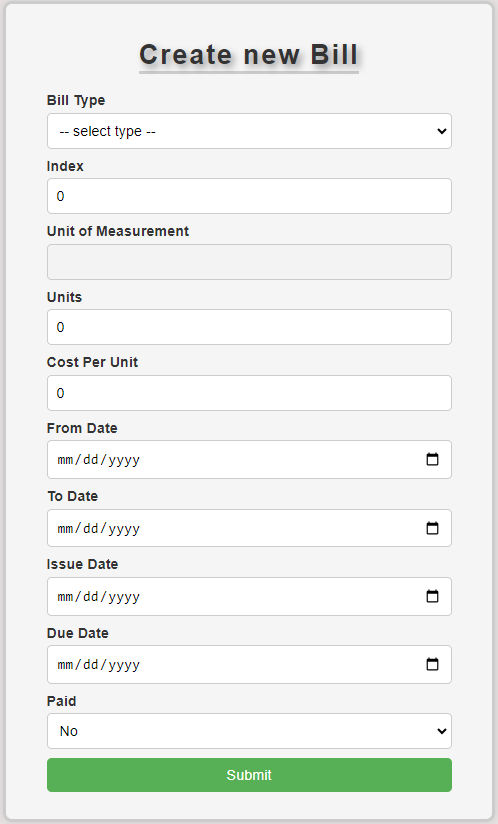 Create new Bill
Bill Type
-- select type --
Index
0
Unit of Measurement
Units
0
Cost Per Unit
0
From Date
mm/dd/yyyy
To Date
mm/dd/yyyy
Issue Date
mm/dd/yyyy
Due Date
mm/dd/yyyy
Paid
No
Submit